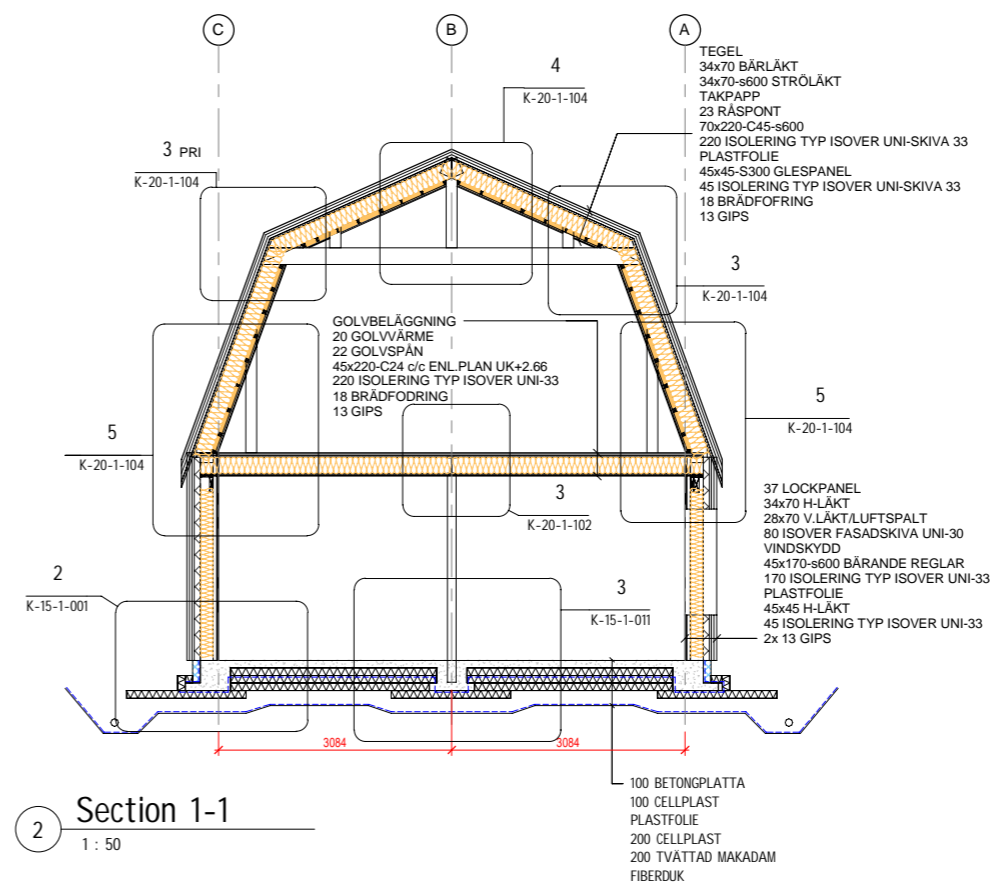 C
B
A
TEGEL
34x70 BÄRLÄKT
34x70-s600 STRÖLÄKT
TAKPAPP
23 RÅSPONT
70x220-C45-s600
220 ISOLERING TYP ISOVER UNI-SKIVA 33
PLASTFOLIE
45x45-S300 GLESPANEL
45 ISOLERING TYP ISOVER UNI-SKIVA 33
18 BRÄDFOFRING
13 GIPS
4
K-20-1-104
3 PRI
K-20-1-104
3
K-20-1-104
GOLVBELÄGGNING
20 GOLVVÄRME
22 GOLVSPÅN
45x220-C24 c/c ENL.PLAN UK+2.66
220 ISOLERING TYP ISOVER UNI-33
18 BRÄDFODRING
13 GIPS
5
K-20-1-104
5
K-20-1-104
3
K-20-1-102
37 LOCKPANEL
34x70 H-LÄKT
28x70 V.LÄKT/LUFTSPALT
80 ISOVER FASADSKIVA UNI-30
VINDSKYDD
45x170-s600 BÄRANDE REGLAR
170 ISOLERING TYP ISOVER UNI-33
PLASTFOLIE
45x45 H-LÄKT
45 ISOLERING TYP ISOVER UNI-33
2x 13 GIPS
2
K-15-1-001
3
K-15-1-011
3084
3084
100 BETONGPLATTA
100 CELLPLAST
PLASTFOLIE
200 CELLPLAST
200 TVÄTTAD MAKADAM
FIBERDUK
2
Section 1-1
1 : 50